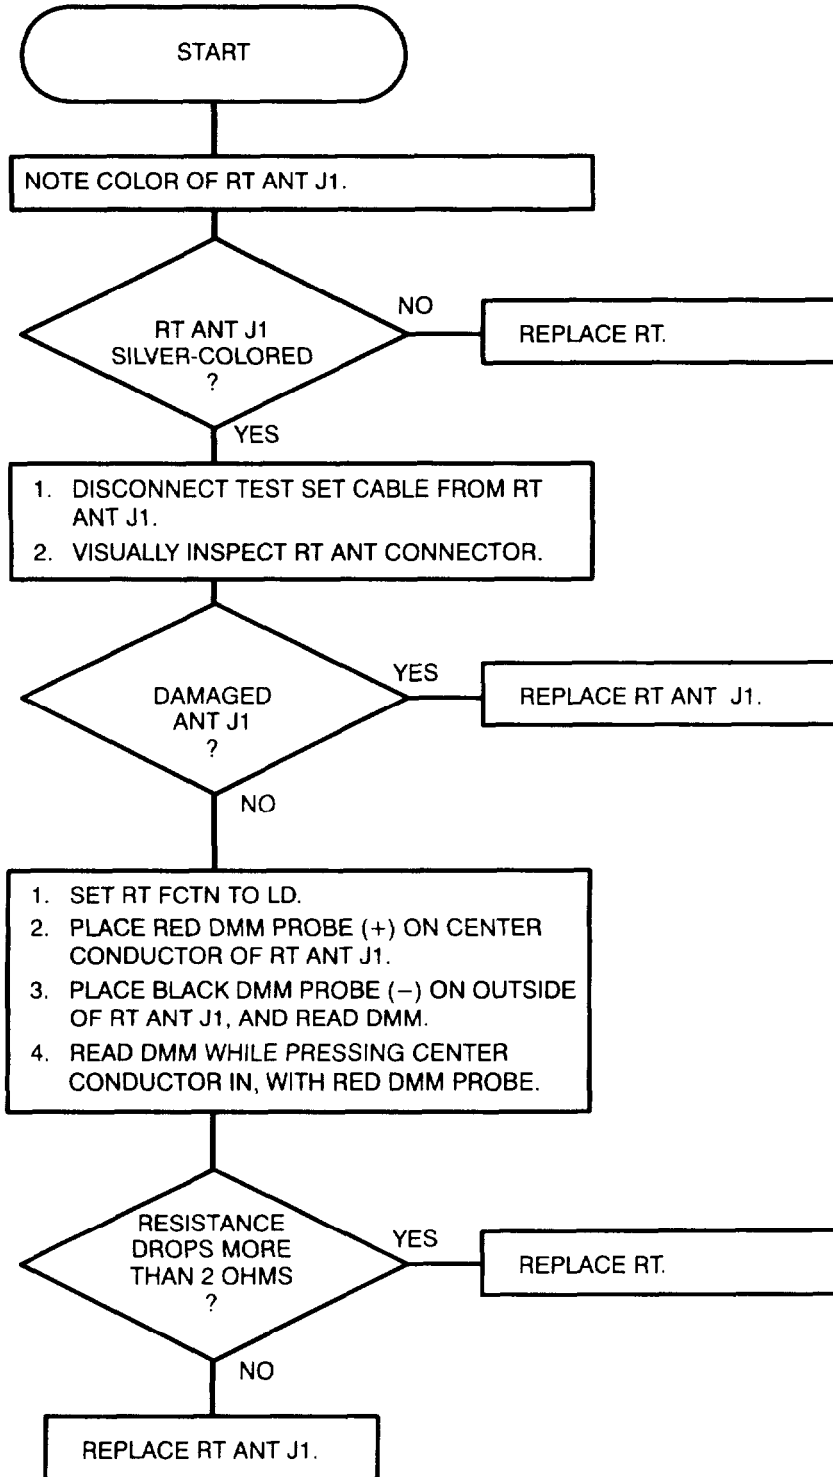 START
NOTE COLOR OF RT ANT J1.
RT ANT J1
SILVER-COLORED
?
NO
REPLACE RT.
YES
1. DISCONNECT TEST SET CABLE FROM RT
ANT J1.
2. VISUALLY INSPECT RT ANT CONNECTOR.
DAMAGED
ANT J1
?
YES
REPLACE RT ANT J1.
NO
1. SET RT FCTN TO LD.
2. PLACE RED DMM PROBE (+) ON CENTER
CONDUCTOR OF RT ANT J1.
3. PLACE BLACK DMM PROBE (−) ON OUTSIDE
OF RT ANT J1, AND READ DMM.
4. READ DMM WHILE PRESSING CENTER
CONDUCTOR IN, WITH RED DMM PROBE.
RESISTANCE
DROPS MORE
THAN 2 OHMS
?
YES
REPLACE RT.
NO
REPLACE RT ANT J1.